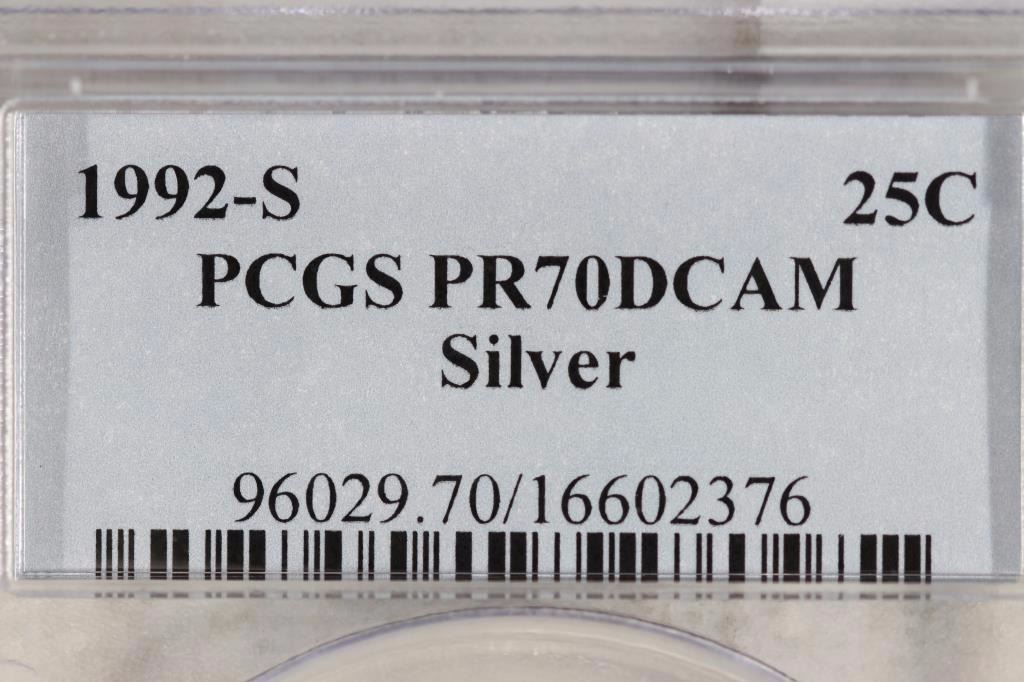 1992-S 25C
PCGS PR70DCAM
Silver
96029.70/16602376